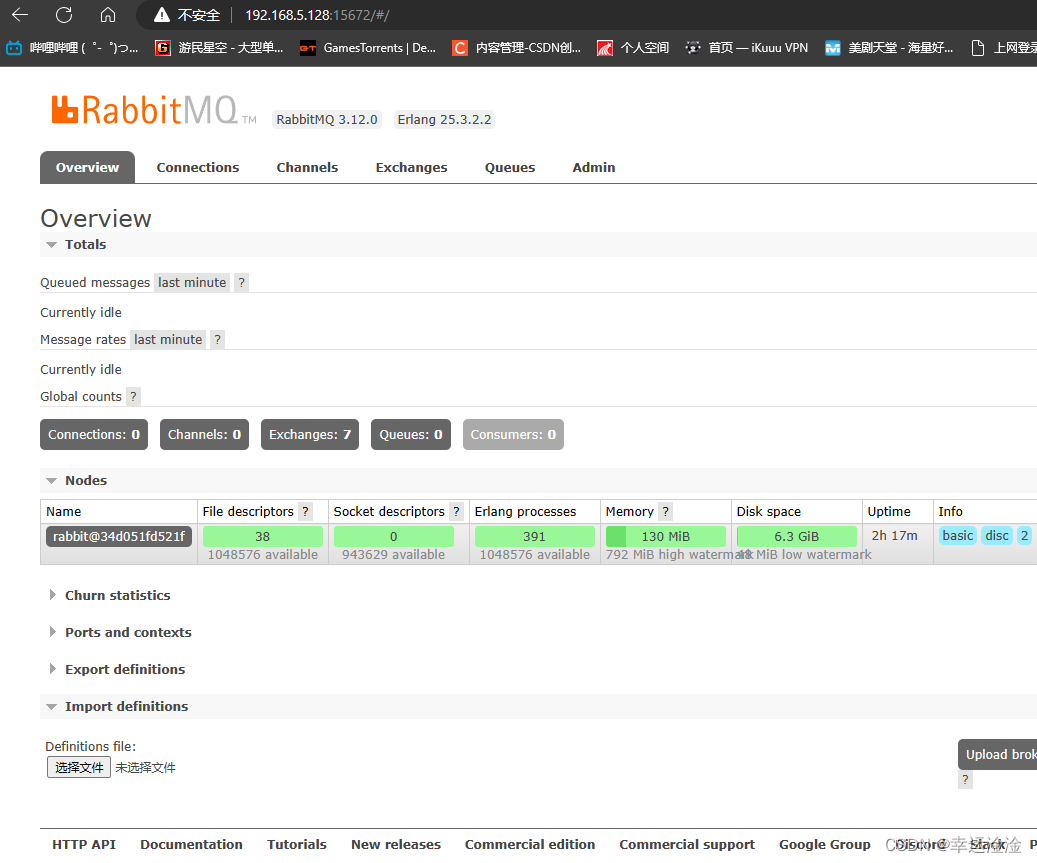 不安全 192.168.5.128:15672/#/
哔哩哔哩 (゜-゜)つ... 游民星空 - 大型单... GamesTorrents | De... 内容管理-CSDN创... 个人空间 首页 — iKuuu VPN 美剧天堂 - 海量好... 上网登录
RabbitMQ TM RabbitMQ 3.12.0 Erlang 25.3.2.2
Overview Connections Channels Exchanges Queues Admin
Overview
Totals
Queued messages last minute ?
Currently idle
Message rates last minute ?
Currently idle
Global counts ?
Connections: 0 Channels: 0 Exchanges: 7 Queues: 0 Consumers: 0
Nodes
Name File descriptors ? Socket descriptors ? Erlang processes Memory ? Disk space Uptime Info
rabbit@34d051fd521f 38 0 391 130 MiB 6.3 GiB 2h 17m basic disc 2
1048576 available 943629 available 1048576 available 792 MiB high watermark 48 MiB low watermark
Churn statistics
Ports and contexts
Export definitions
Import definitions
Definitions file:
选择文件 未选择文件
Upload brok
?
HTTP API Documentation Tutorials New releases Commercial edition Commercial support Google Group Discord Slack P
CSDN @幸运淦淦